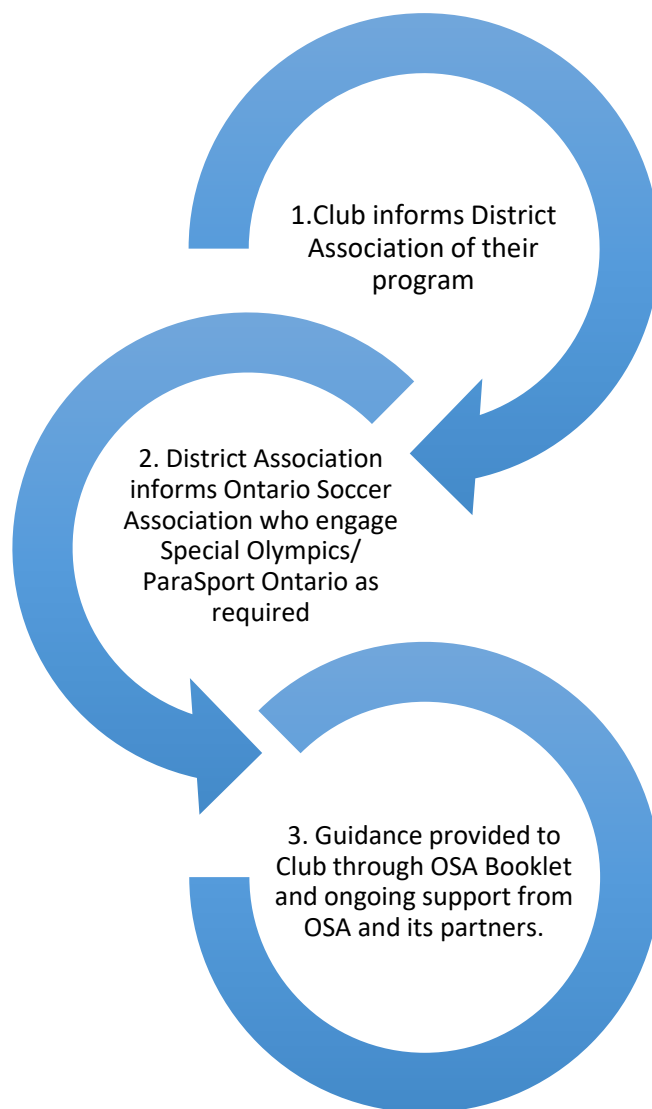 1.Club informs District
Association of their
program
2. District Association
informs Ontario Soccer
Association who engage
Special Olympics/
ParaSport Ontario as
required
3. Guidance provided to
Club through OSA Booklet
and ongoing support from
OSA and its partners.